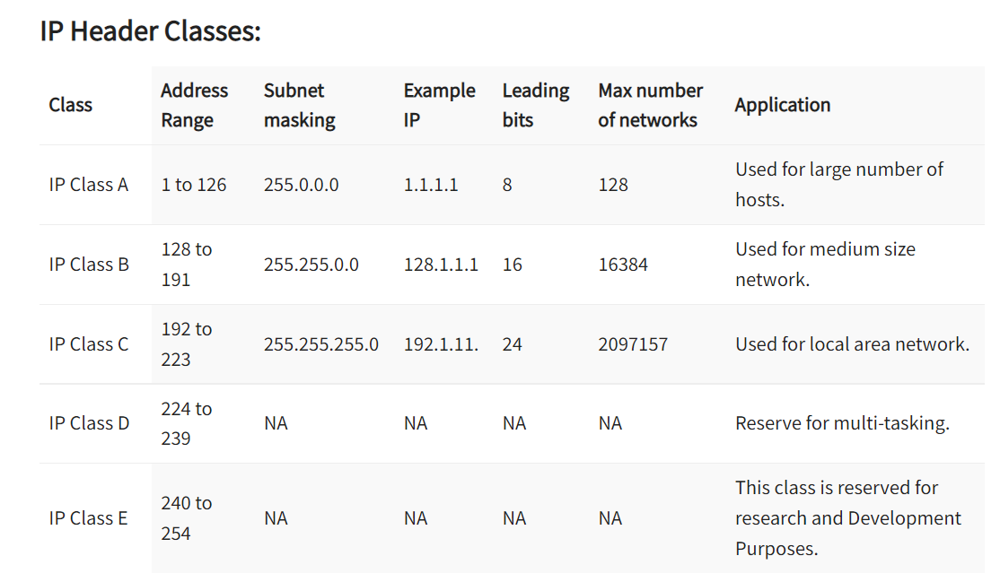 IP Header Classes:
Class Address Range Subnet masking Example IP Leading bits Max number of networks Application
IP Class A 1 to 126 255.0.0.0 1.1.1.1 8 128 Used for large number of hosts.
IP Class B 128 to 191 255.255.0.0 128.1.1.1 16 16384 Used for medium size network.
IP Class C 192 to 223 255.255.255.0 192.1.11. 24 2097157 Used for local area network.
IP Class D 224 to 239 NA NA NA NA Reserve for multi-tasking.
IP Class E 240 to 254 NA NA NA NA This class is reserved for research and Development Purposes.